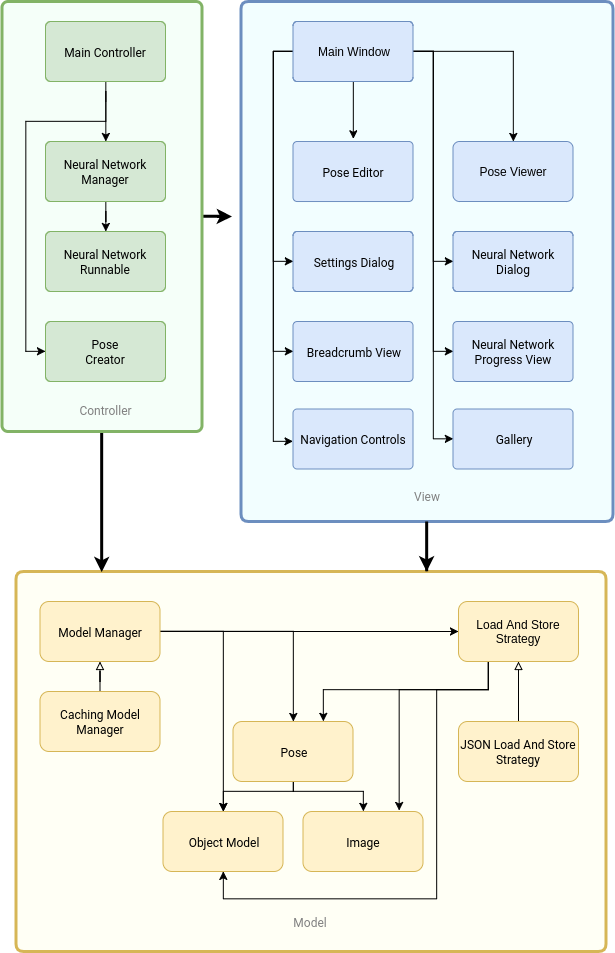 Main Controller
Neural Network
Manager
Neural Network
Runnable
Pose
Creator
Controller
Main Window
Pose Editor
Pose Viewer
Settings Dialog
Neural Network
Dialog
Breadcrumb View
Neural Network
Progress View
Navigation Controls
Gallery
View
Model Manager
Load And Store
Strategy
Caching Model
Manager
Pose
JSON Load And Store
Strategy
Object Model
Image
Model